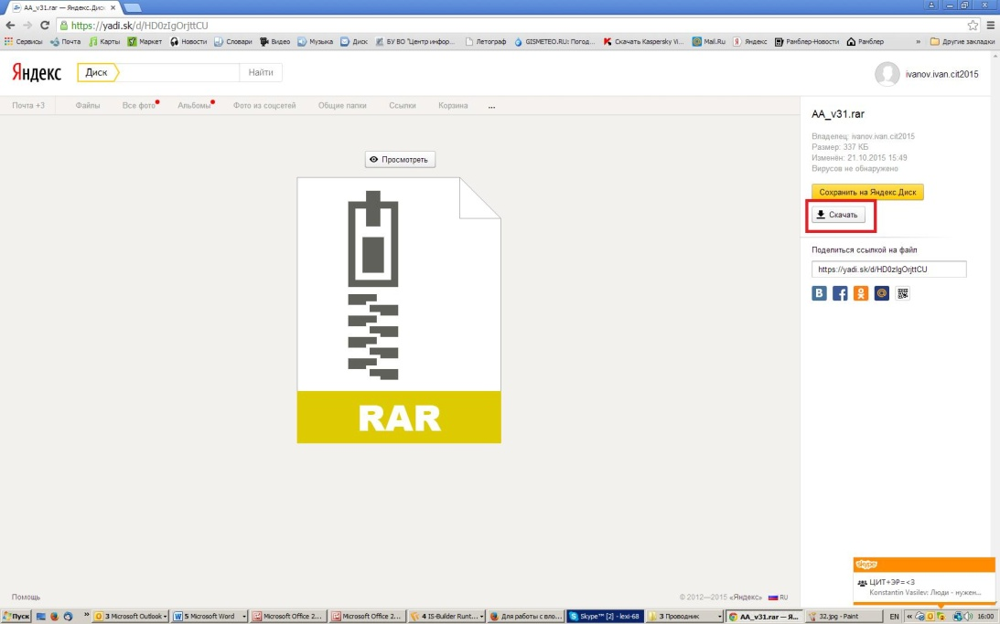 AA_v31.rar — Яндекс.Диск
https://yadi.sk/d/HD0zIgOrjttCU
Сервисы Почта Карты Маркет Новости Словари Видео Музыка Диск БУ ВО "Центр инфор... Летограф GISMETEO.RU: Погод... Скачать Kaspersky Vi... Mail.Ru Яндекс Рамблер-Новости Рамблер » Другие закладки
Яндекс Диск Найти ivanov.ivan.cit2015
Почта +3 Файлы Все фото Альбомы Фото из соцсетей Общие папки Ссылки Корзина ...
AA_v31.rar
Владелец: ivanov.ivan.cit2015
Размер: 337 КБ
Изменён: 21.10.2015 15:49
Вирусов не обнаружено
Просмотреть
Сохранить на Яндекс.Диск
Скачать
Поделиться ссылкой на файл
https://yadi.sk/d/HD0zIgOrjttCU
RAR
skype
ЦИТ+ЭР=<3
Konstantin Vasilev: Люди - нужен...
Помощь © 2012—2015 «Яндекс» RU
Пуск » 3 Microsoft Outlook 5 Microsoft Word Microsoft Office 2... Microsoft Office 2... 4 IS-Builder Runt... Для работы с вло... Skype™ [2] - lexi-68 3 Проводник AA_v31.rar — Я... 32.jpg - Paint EN « 16:00